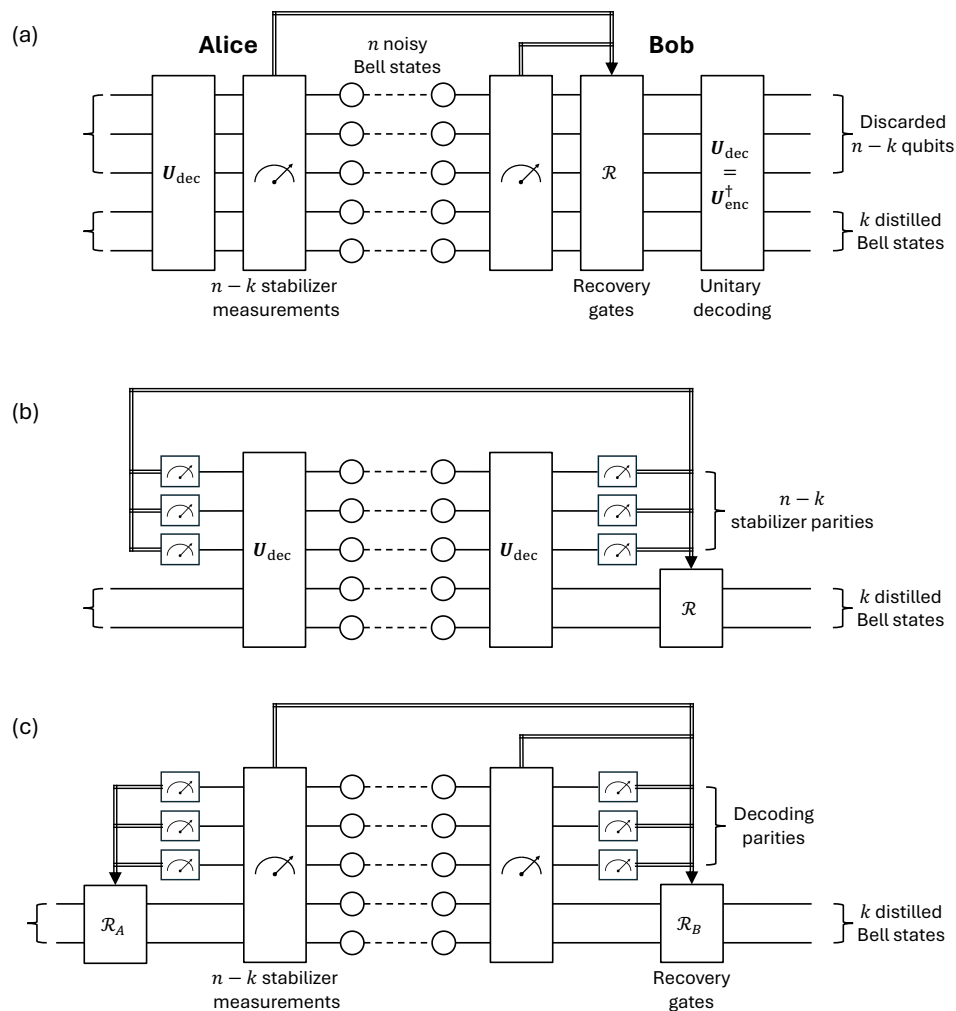 (a)
Alice
n noisy
Bell states
Bob
U_dec
ℛ
U_dec
=
U†_enc
Discarded
n − k qubits
k distilled
Bell states
n − k stabilizer
measurements
Recovery
gates
Unitary
decoding
(b)
U_dec
U_dec
n − k
stabilizer parities
ℛ
k distilled
Bell states
(c)
Decoding
parities
ℛ_A
ℛ_B
k distilled
Bell states
n − k stabilizer
measurements
Recovery
gates